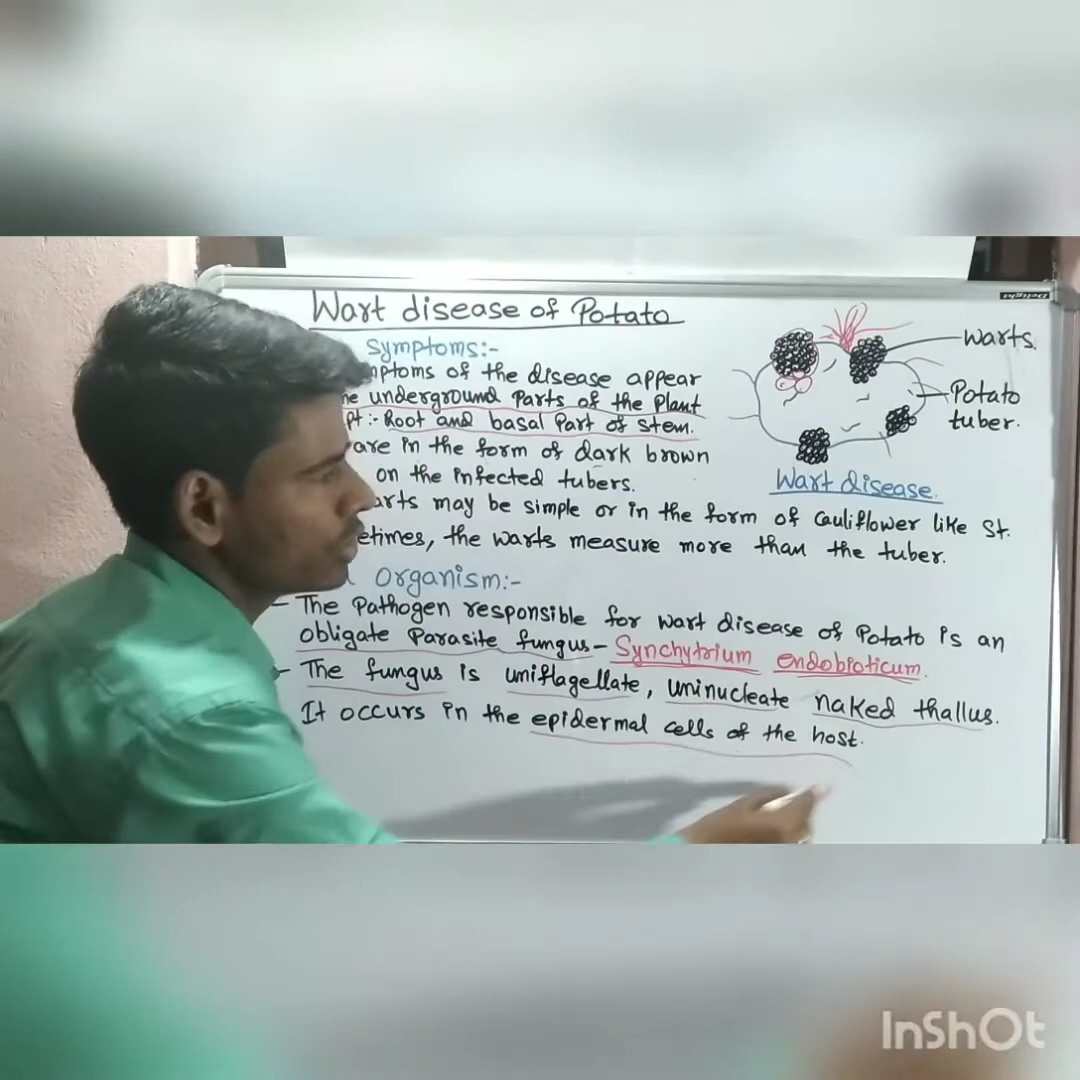 Wart disease of Potato
Symptoms:-
mptoms of the disease appear
ne underground Parts of the Plant
pt:- Root and basal Part of stem.
are in the form of dark brown
on the infected tubers.
arts may be simple or in the form of cauliflower like st.
etimes, the warts measure more than the tuber.
warts.
Potato
tuber.
Wart disease.
Organism:-
- The Pathogen responsible for wart disease of Potato is an
obligate Parasite fungus- Synchytrium endobioticum.
- The fungus is uniflagellate, uninucleate naked thallus.
It occurs in the epidermal cells of the host.
InShOt